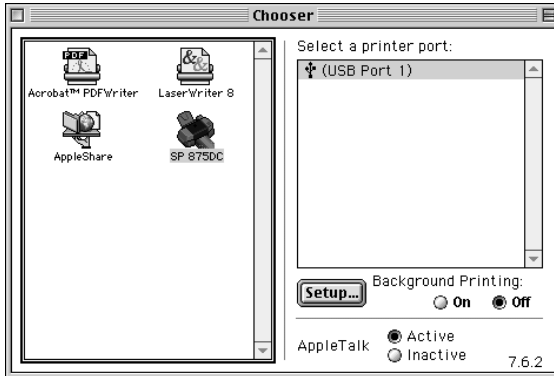 Chooser
PDF
Acrobat™ PDFWriter
LaserWriter 8
AppleShare
SP 875DC
Select a printer port:
(USB Port 1)
Setup...
Background Printing:
On
Off
AppleTalk
Active
Inactive
7.6.2